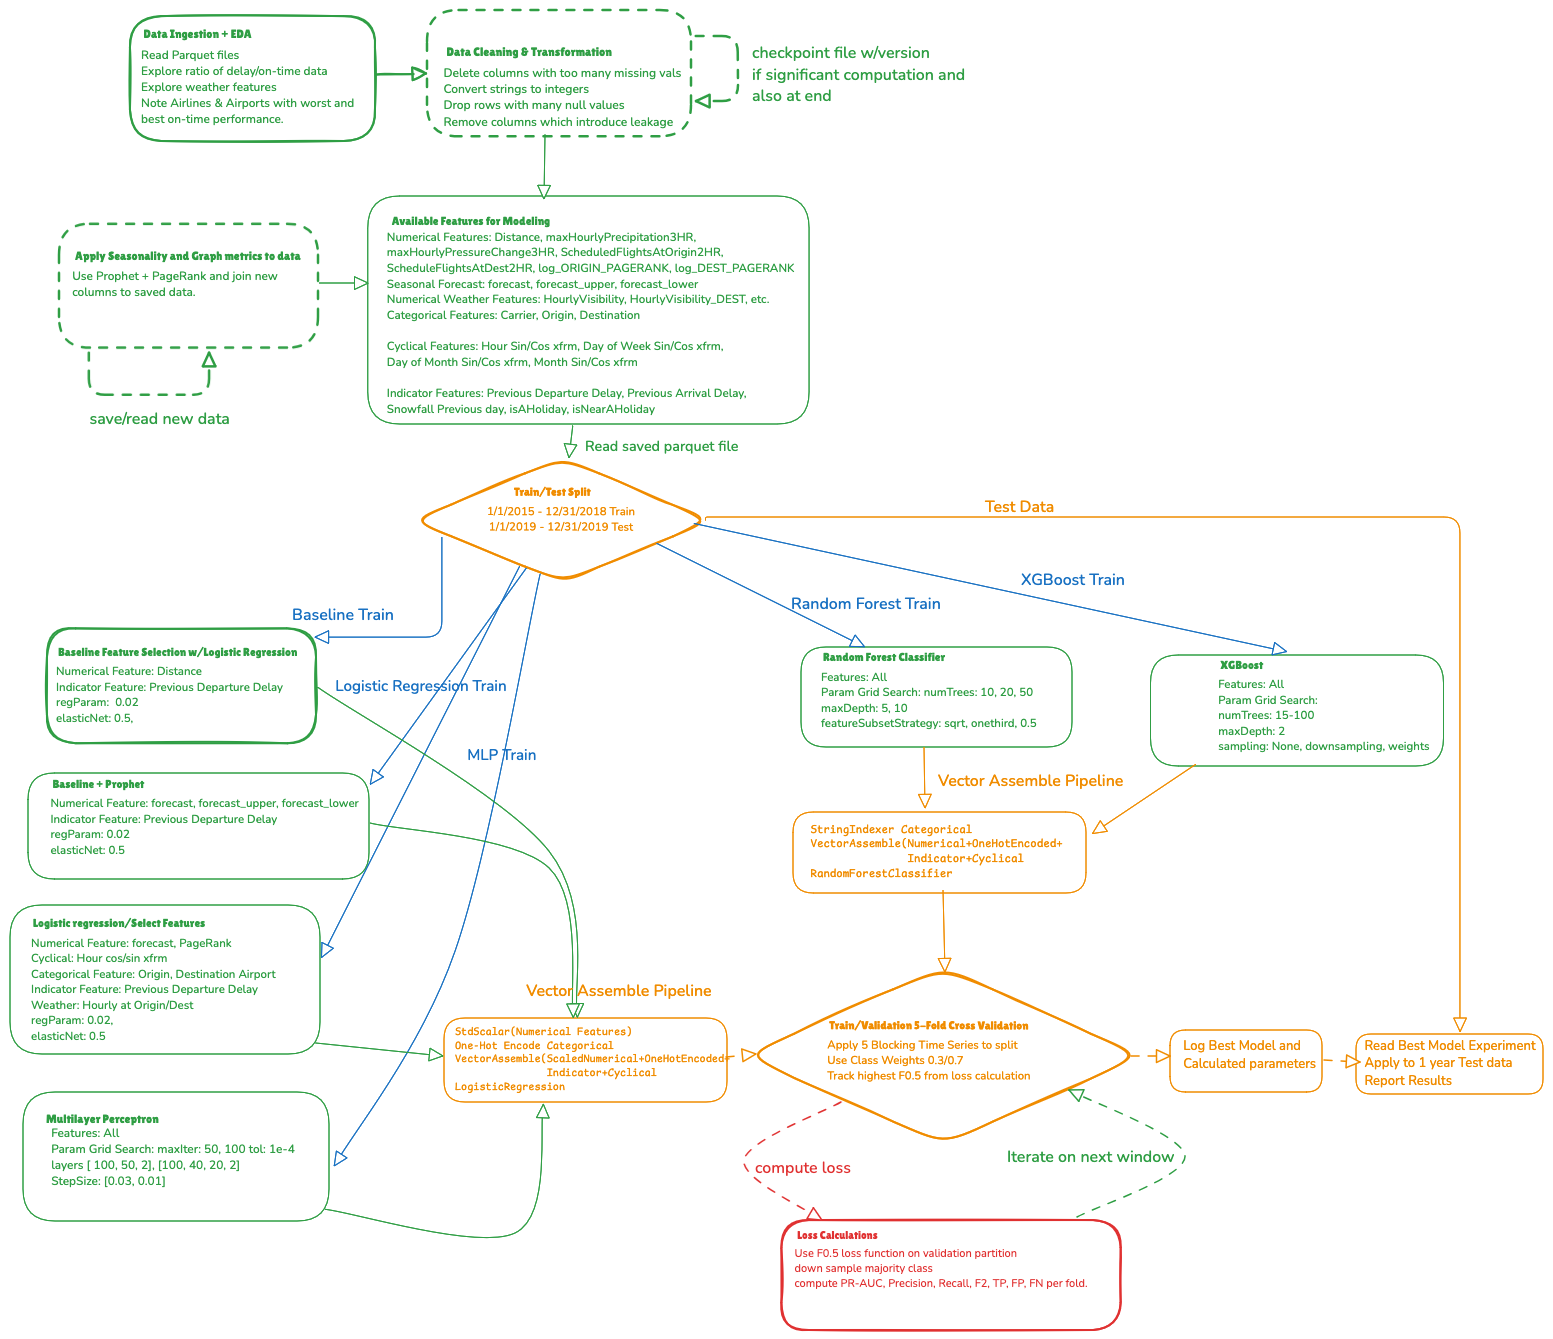 Data Ingestion + EDA
Read Parquet files
Explore ratio of delay/on-time data
Explore weather features
Note Airlines & Airports with worst and
best on-time performance.
Data Cleaning & Transformation
Delete columns with too many missing vals
Convert strings to integers
Drop rows with many null values
Remove columns which introduce leakage
checkpoint file w/version
if significant computation and
also at end
Apply Seasonality and Graph metrics to data
Use Prophet + PageRank and join new
columns to saved data.
save/read new data
Available Features for Modeling
Numerical Features: Distance, maxHourlyPrecipitation3HR,
maxHourlyPressureChange3HR, ScheduledFlightsAtOrigin2HR,
ScheduleFlightsAtDest2HR, log_ORIGIN_PAGERANK, log_DEST_PAGERANK
Seasonal Forecast: forecast, forecast_upper, forecast_lower
Numerical Weather Features: HourlyVisibility, HourlyVisibility_DEST, etc.
Categorical Features: Carrier, Origin, Destination
Cyclical Features: Hour Sin/Cos xfrm, Day of Week Sin/Cos xfrm,
Day of Month Sin/Cos xfrm, Month Sin/Cos xfrm
Indicator Features: Previous Departure Delay, Previous Arrival Delay,
Snowfall Previous day, isAHoliday, isNearAHoliday
Read saved parquet file
Train/Test Split
1/1/2015 - 12/31/2018 Train
1/1/2019 - 12/31/2019 Test
Test Data
XGBoost Train
Random Forest Train
Baseline Train
Logistic Regression Train
MLP Train
Baseline Feature Selection w/Logistic Regression
Numerical Feature: Distance
Indicator Feature: Previous Departure Delay
regParam: 0.02
elasticNet: 0.5,
Baseline + Prophet
Numerical Feature: forecast, forecast_upper, forecast_lower
Indicator Feature: Previous Departure Delay
regParam: 0.02
elasticNet: 0.5
Logistic regression/Select Features
Numerical Feature: forecast, PageRank
Cyclical: Hour cos/sin xfrm
Categorical Feature: Origin, Destination Airport
Indicator Feature: Previous Departure Delay
Weather: Hourly at Origin/Dest
regParam: 0.02,
elasticNet: 0.5
Multilayer Perceptron
Features: All
Param Grid Search: maxIter: 50, 100 tol: 1e-4
layers [ 100, 50, 2], [100, 40, 20, 2]
StepSize: [0.03, 0.01]
Random Forest Classifier
Features: All
Param Grid Search: numTrees: 10, 20, 50
maxDepth: 5, 10
featureSubsetStrategy: sqrt, onethird, 0.5
XGBoost
Features: All
Param Grid Search:
numTrees: 15-100
maxDepth: 2
sampling: None, downsampling, weights
Vector Assemble Pipeline
StringIndexer Categorical
VectorAssemble(Numerical+OneHotEncoded+
Indicator+Cyclical
RandomForestClassifier
Vector Assemble Pipeline
StdScalar(Numerical Features)
One-Hot Encode Categorical
VectorAssemble(ScaledNumerical+OneHotEncoded+
Indicator+Cyclical
LogisticRegression
Train/Validation 5-Fold Cross Validation
Apply 5 Blocking Time Series to split
Use Class Weights 0.3/0.7
Track highest F0.5 from loss calculation
Log Best Model and
Calculated parameters
Read Best Model Experiment
Apply to 1 year Test data
Report Results
compute loss
Iterate on next window
Loss Calculations
Use F0.5 loss function on validation partition
down sample majority class
compute PR-AUC, Precision, Recall, F2, TP, FP, FN per fold.